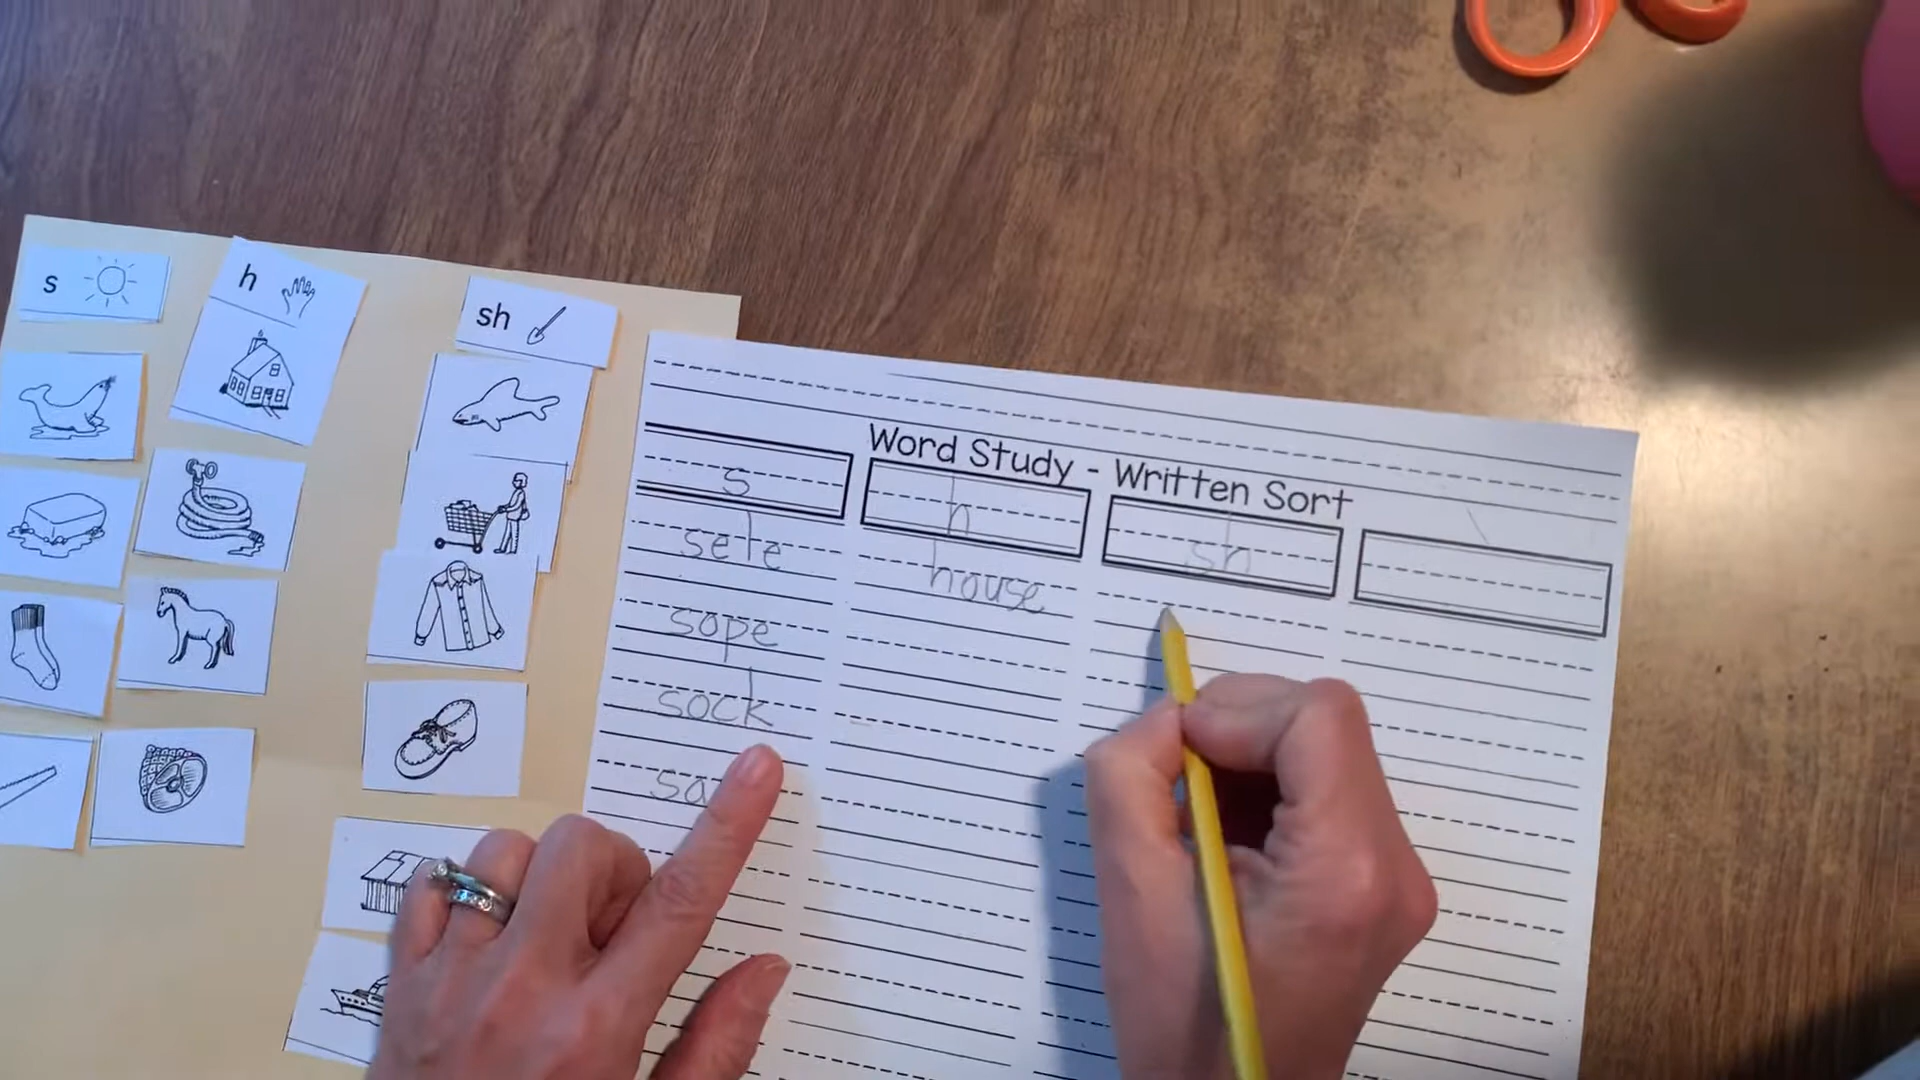 s
h
sh
Word Study - Written Sort
s
h
sh
sele
house
sope
sock
sa